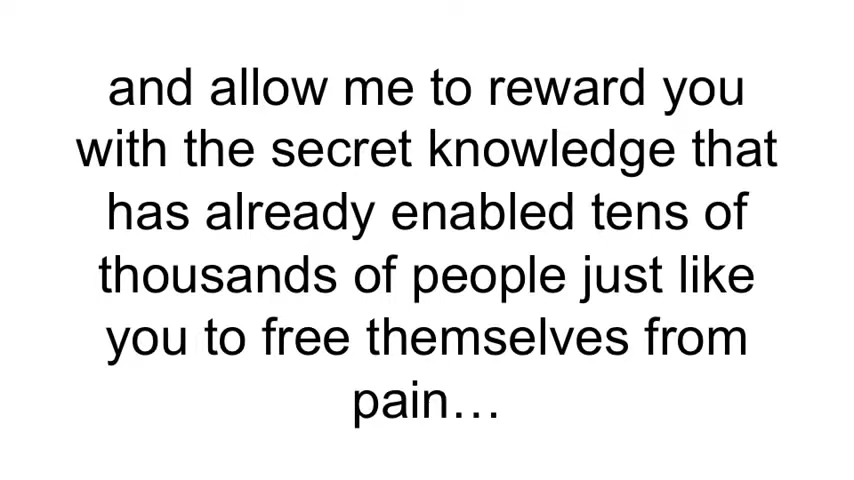 and allow me to reward you
with the secret knowledge that
has already enabled tens of
thousands of people just like
you to free themselves from
pain…